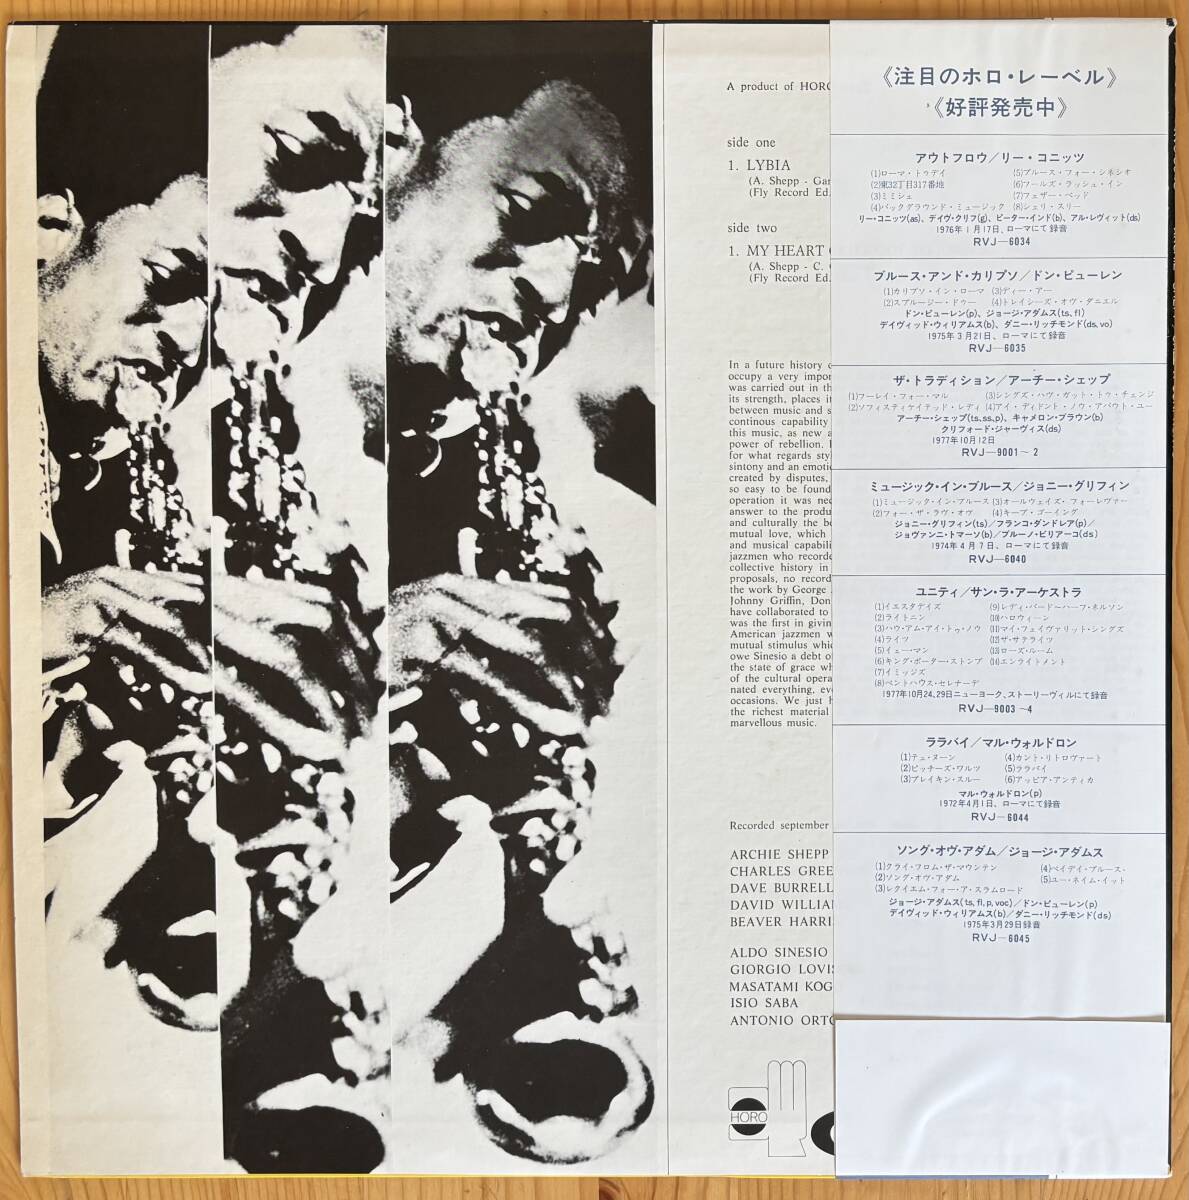 A product of HORO
side one
1. LYBIA
(A. Shepp - Gar
(Fly Record Ed.
side two
1. MY HEART
(A. Shepp - C.
(Fly Record Ed.
In a future history
occupy a very impor
was carried out in th
its strength, places i
between music and s
continous capability
this music, as new a
power of rebellion. I
for what regards styl
sintony and an emotio
created by disputes,
so easy to be found
operation it was nec
answer to the produ
and culturally the be
mutual love, which
and musical capabili
jazzmen who recorde
collective history in
proposals, no record
the work by George
Johnny Griffin, Don
have collaborated to
was the first in givin
American jazzmen w
mutual stimulus whic
owe Sinesio a debt of
the state of grace wh
of the cultural opera
nated everything, eve
occasions. We just h
the richest material
marvellous music.
Recorded september
ARCHIE SHEPP
CHARLES GREE
DAVE BURRELL
DAVID WILLIAM
BEAVER HARRI
ALDO SINESIO
GIORGIO LOVIS
MASATAMI KOG
ISIO SABA
ANTONIO ORTO
HORO
《注目のホロ・レーベル》
《好評発売中》
アウトフロウ/リー・コニッツ
(1)ローマ・トゥデイ (5)ブルース・フォー・シネシオ
(2)東32丁目317番地 (6)フールズ・ラッシュ・イン
(3)ミミシュ (7)フェザー・ベッド
(4)バックグラウンド・ミュージック (8)シェリ・スリー
リー・コニッツ(as)、デイヴ・クリフ(g)、ピーター・インド(b)、アル・レヴィット(ds)
1976年1月17日、ローマにて録音
RVJ—6034
ブルース・アンド・カリプソ/ドン・ピューレン
(1)カリプソ・イン・ローマ (3)ディー・アー
(2)スプルージー・ドゥー (4)トレイシーズ・オヴ・ダニエル
ドン・ピューレン(p)、ジョージ・アダムス(ts, fl)
デイヴィッド・ウィリアムス(b)、ダニー・リッチモンド(ds, vo)
1975年3月21日、ローマにて録音
RVJ—6035
ザ・トラディション/アーチー・シェップ
(1)フーレイ・フォー・マル (3)シングズ・ハヴ・ガット・トゥ・チェンジ
(2)ソフィスティケイテッド・レディ (4)アイ・ディドント・ノウ・アバウト・ユー
アーチー・シェップ(ts, ss, p)、キャメロン・ブラウン(b)
クリフォード・ジャーヴィス(ds)
1977年10月12日
RVJ—9001～2
ミュージック・イン・ブルース/ジョニー・グリフィン
(1)ミュージック・イン・ブルース (3)オールウェイズ・フォーレヴァー
(2)フォー・ザ・ラヴ・オヴ (4)キープ・ゴーイング
ジョニー・グリフィン(ts)/フランコ・ダンドレア(p)/
ジョヴァンニ・トマーソ(b)/ブルーノ・ビリアーコ(ds)
1974年4月7日、ローマにて録音
RVJ—6040
ユニティ/サン・ラ・アーケストラ
(1)イエスタデイズ (9)レディ・バード〜ハーフ・ネルソン
(2)ライトニン (10)ハロウィーン
(3)ハウ・アム・アイ・トゥ・ノウ (11)マイ・フェイヴァリット・シングズ
(4)ライツ (12)ザ・サテライツ
(5)イェー・マン (13)ローズ・ルーム
(6)キング・ポーター・ストンプ (14)エンライトメント
(7)イミッジズ
(8)ペントハウス・セレナーデ
1977年10月24、29日ニューヨーク、ストーリーヴィルにて録音
RVJ—9003～4
ララバイ/マル・ウォルドロン
(1)テュ・ヌーン (4)カント・リトロヴァート
(2)ピッチーズ・ワルツ (5)ララバイ
(3)ブレイキン・スルー (6)アッピア・アンティカ
マル・ウォルドロン(p)
1972年4月1日、ローマにて録音
RVJ—6044
ソング・オヴ・アダム/ジョージ・アダムス
(1)クライ・フロム・ザ・マウンテン (4)ペイデイ・ブルース
(2)ソング・オヴ・アダム (5)ユー・ネイム・イット
(3)レクイエム・フォー・ア・スラムロード
ジョージ・アダムス(ts, fl, p, voc)/ドン・ピューレン(p)
デイヴィッド・ウィリアムス(b)/ダニー・リッチモンド(ds)
1975年3月29日録音
RVJ—6045